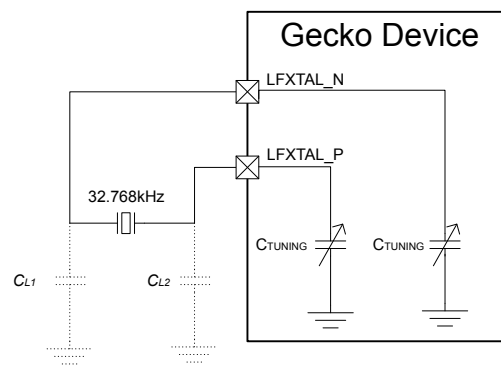 Gecko Device
LFXTAL_N
LFXTAL_P
32.768kHz
CTUNING CTUNING
CL1 CL2